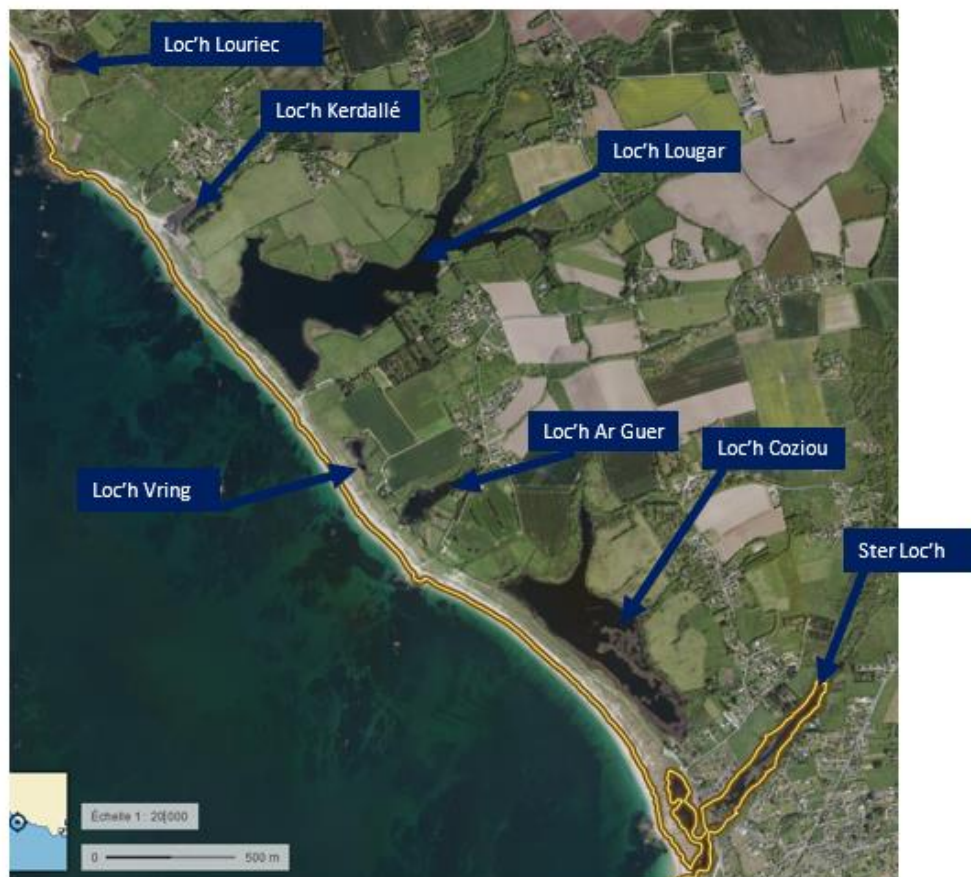 Loc'h Louriec
Loc'h Kerdallé
Loc'h Lougar
Loc'h Ar Guer
Loc'h Coziou
Loc'h Vring
Ster Loc'h
Échelle 1 : 20 000
0 500 m